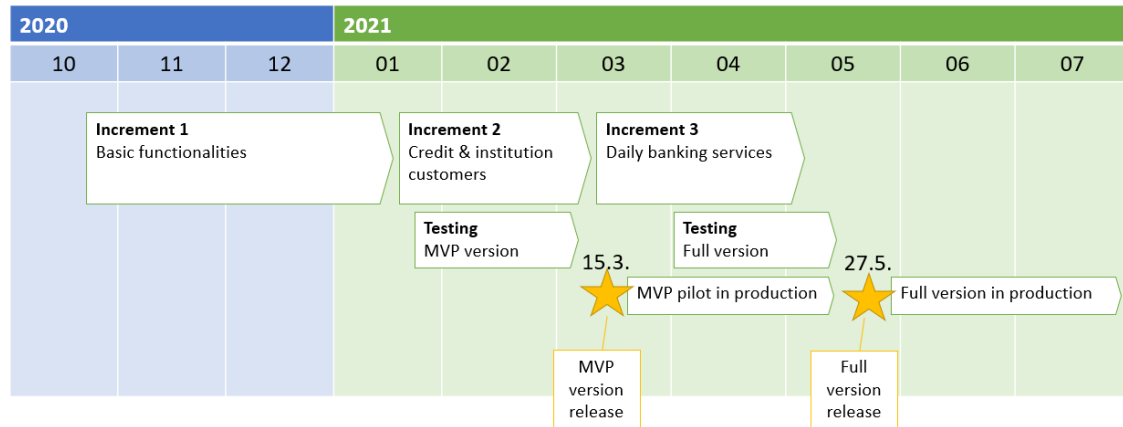 2020
2021
10
11
12
01
02
03
04
05
06
07
Increment 1
Basic functionalities
Increment 2
Credit & institution
customers
Increment 3
Daily banking services
Testing
MVP version
Testing
Full version
15.3.
27.5.
MVP pilot in production
Full version in production
MVP
version
release
Full
version
release